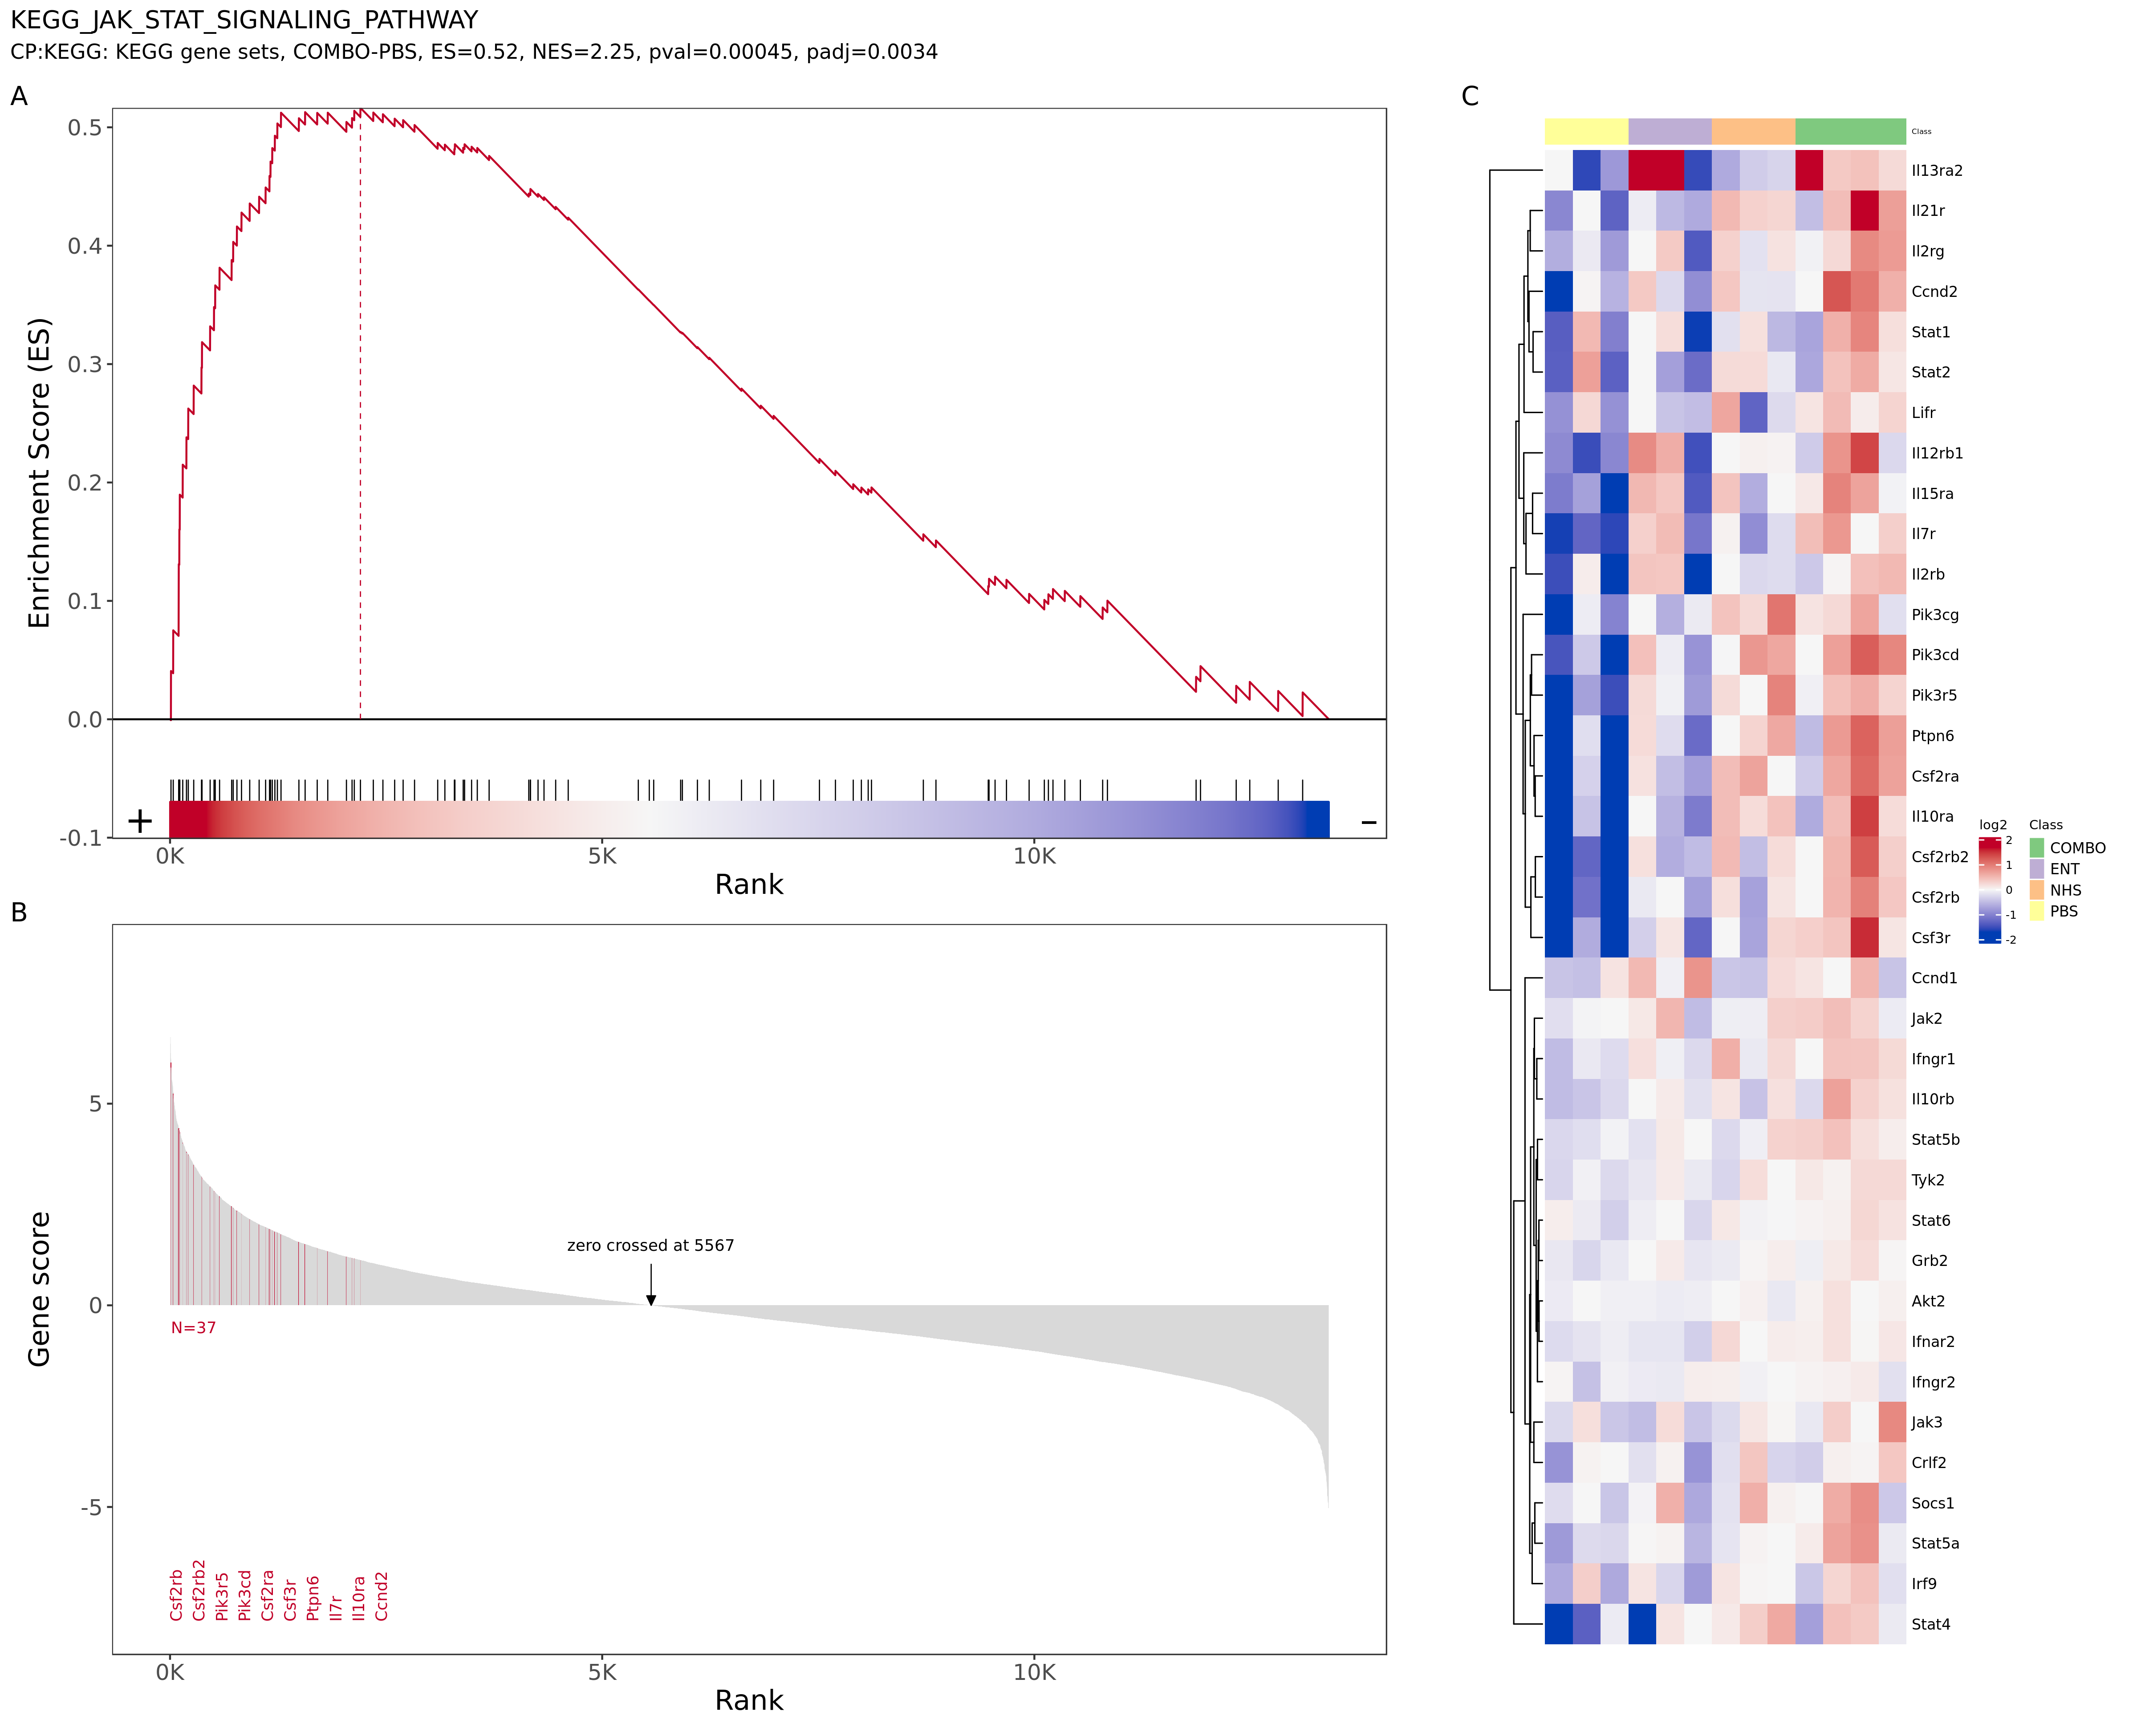 KEGG_JAK_STAT_SIGNALING_PATHWAY
CP:KEGG: KEGG gene sets, COMBO-PBS, ES=0.52, NES=2.25, pval=0.00045, padj=0.0034
A
Enrichment Score (ES)
0.5
0.4
0.3
0.2
0.1
0.0
-0.1
+
−
0K
5K
10K
Rank
B
Gene score
5
0
-5
zero crossed at 5567
N=37
Csf2rb
Csf2rb2
Pik3r5
Pik3cd
Csf2ra
Csf3r
Ptpn6
Il7r
Il10ra
Ccnd2
0K
5K
10K
Rank
C
Class
Il13ra2
Il21r
Il2rg
Ccnd2
Stat1
Stat2
Lifr
Il12rb1
Il15ra
Il7r
Il2rb
Pik3cg
Pik3cd
Pik3r5
Ptpn6
Csf2ra
Il10ra
Csf2rb2
Csf2rb
Csf3r
Ccnd1
Jak2
Ifngr1
Il10rb
Stat5b
Tyk2
Stat6
Grb2
Akt2
Ifnar2
Ifngr2
Jak3
Crlf2
Socs1
Stat5a
Irf9
Stat4
log2
2
1
0
-1
-2
Class
COMBO
ENT
NHS
PBS